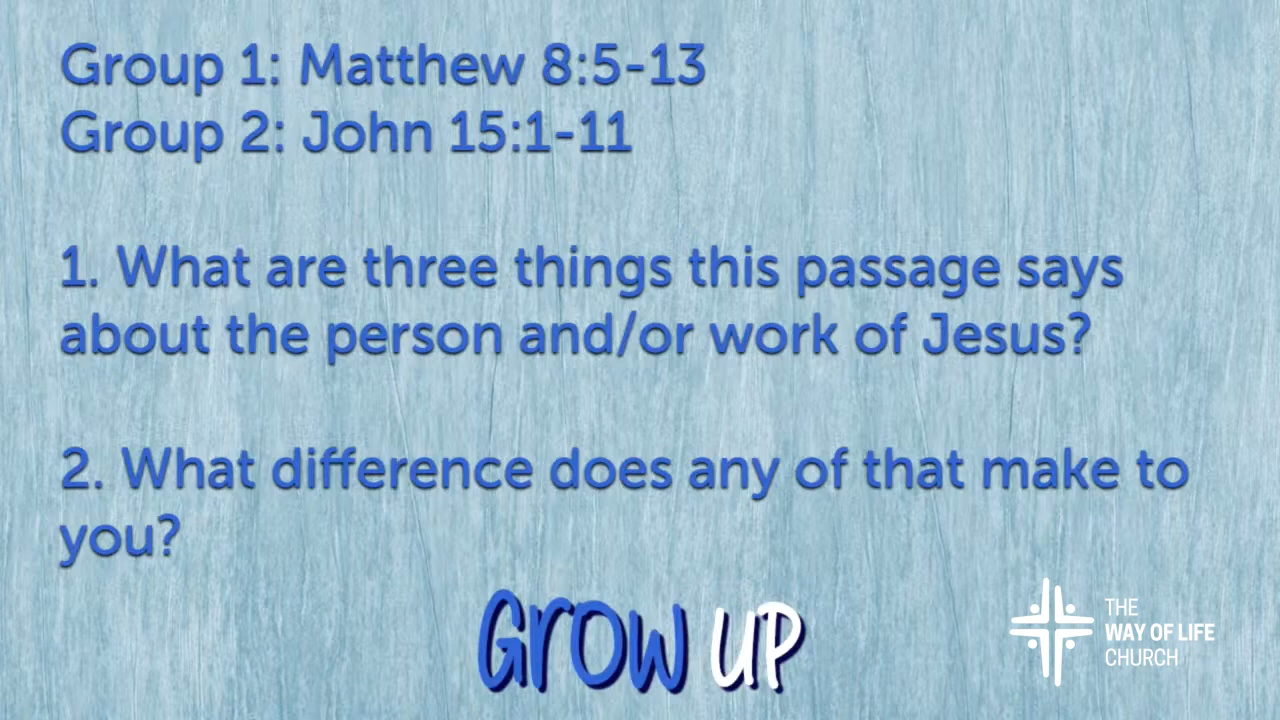 Group 1: Matthew 8:5-13
Group 2: John 15:1-11
1. What are three things this passage says
about the person and/or work of Jesus?
2. What difference does any of that make to
you?
GROW UP
THE
WAY OF LIFE
CHURCH